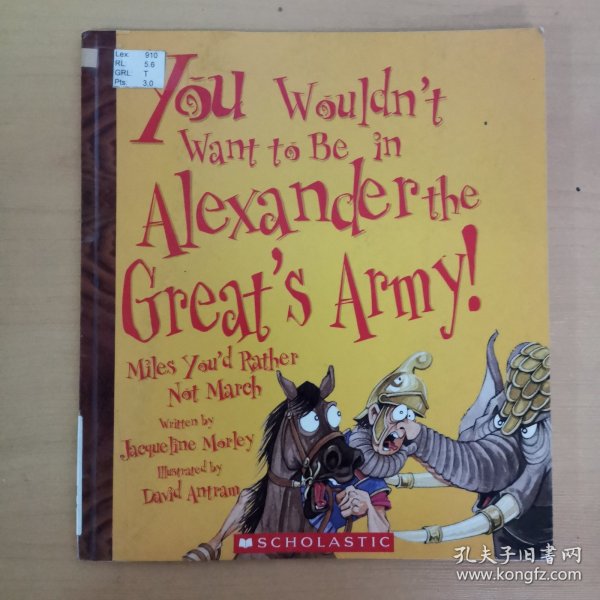 Lex: 910
RL 5.6
GRL: T
Pts. 3.0
You Wouldn't
Want to Be in
Alexander the
Great's Army!
Miles You'd Rather
Not March
Written by
Jacqueline Morley
Illustrated by
David Antram
SCHOLASTIC
孔夫子旧书网
www.kongfz.com